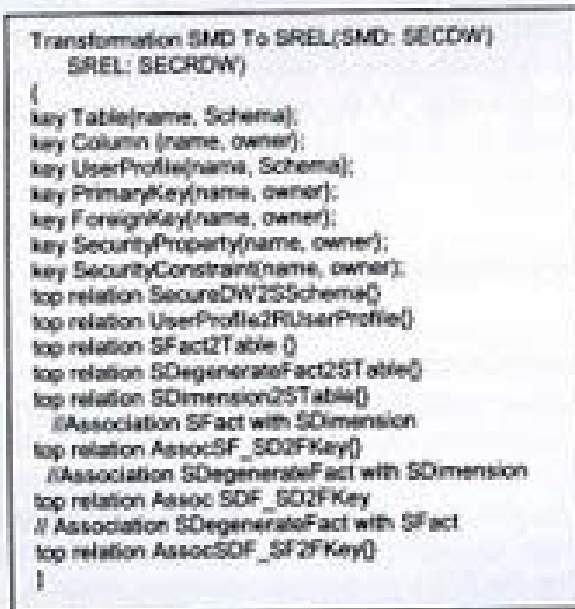 Transformation SMD To SREL(SMD: SECDW)
SREL: SECRDW)
{
key Table(name, Schema);
key Column (name, owner);
key UserProfile(name, Schema);
key PrimaryKey(name, owner);
key ForeignKey(name, owner);
key SecurityProperty(name, owner);
key SecurityConstraint(name, owner);
top relation SecureDW2SSchema{}
top relation UserProfile2RUserProfile{}
top relation SFact2Table {}
top relation SDegenerateFact2STable{}
top relation SDimension2STable{}
//Association SFact with SDimension
top relation AssocSF_SD2FKey{}
//Association SDegenerateFact with SDimension
top relation Assoc SDF_SD2FKey
// Association SDegenerateFact with SFact
top relation AssocSDF_SF2FKey{}
}